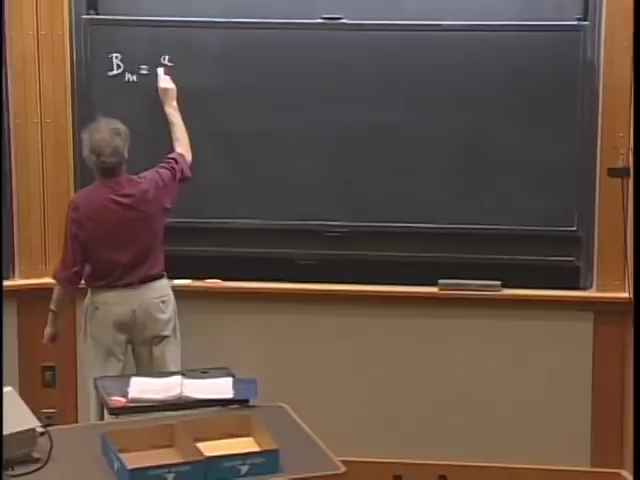 B_m = a